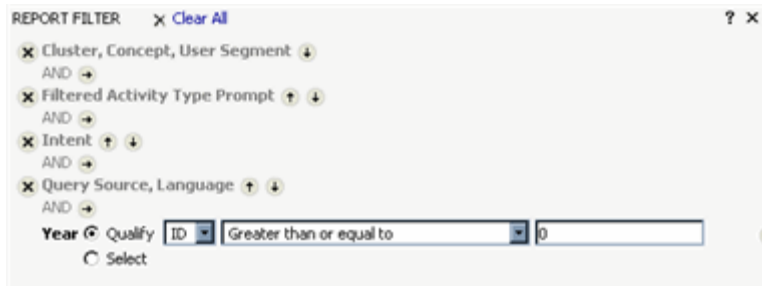 REPORT FILTER x Clear All ? x
Cluster, Concept, User Segment
AND
Filtered Activity Type Prompt
AND
Intent
AND
Query Source, Language
AND
Year Qualify ID Greater than or equal to 0
Select